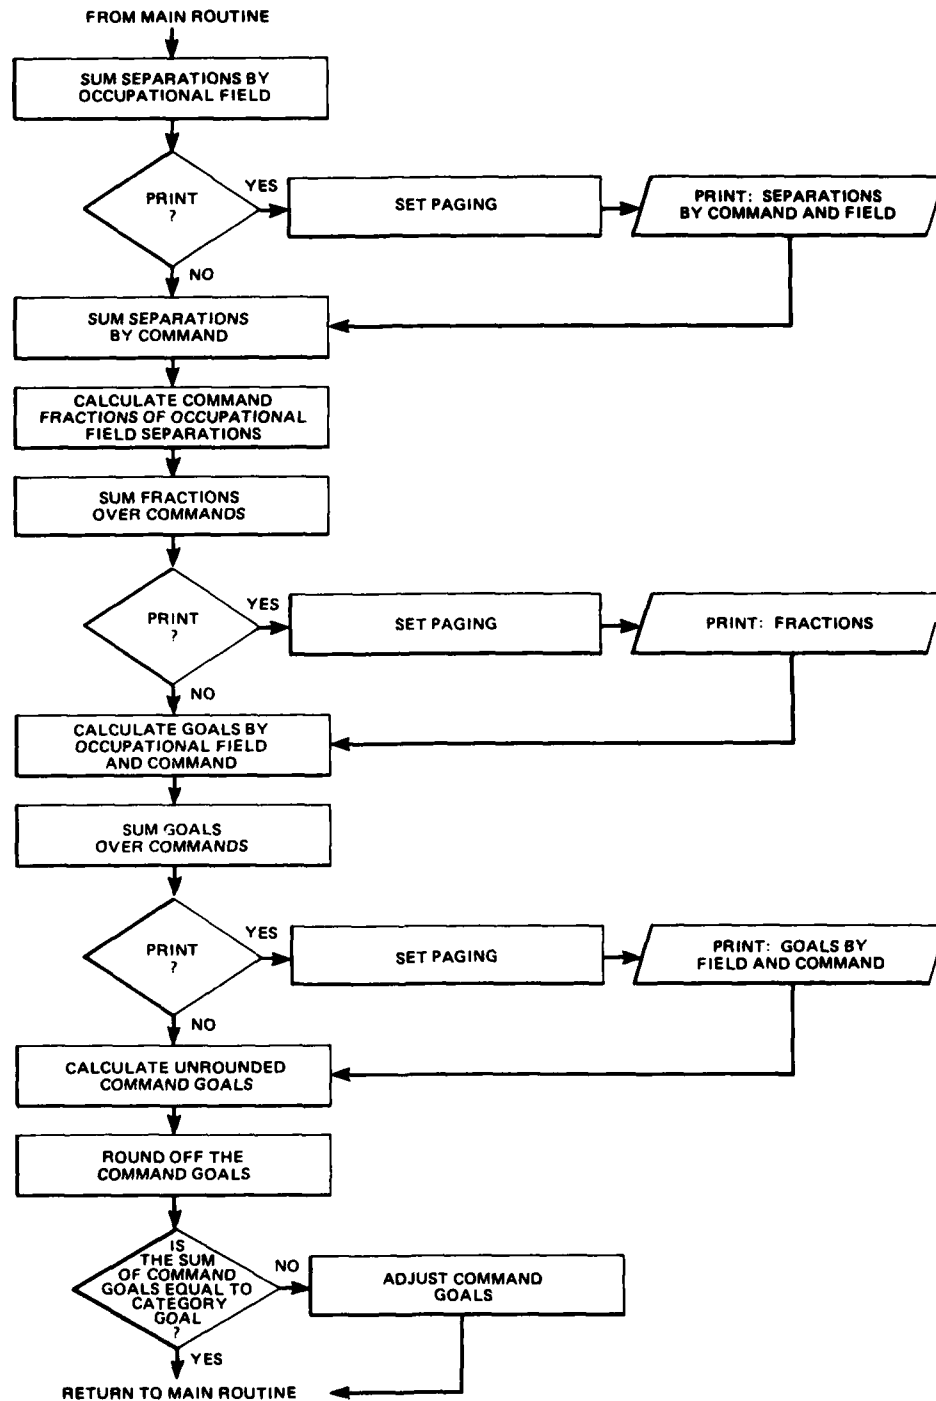 FROM MAIN ROUTINE
SUM SEPARATIONS BY
OCCUPATIONAL FIELD
PRINT
?
YES
SET PAGING
PRINT: SEPARATIONS
BY COMMAND AND FIELD
NO
SUM SEPARATIONS
BY COMMAND
CALCULATE COMMAND
FRACTIONS OF OCCUPATIONAL
FIELD SEPARATIONS
SUM FRACTIONS
OVER COMMANDS
PRINT
?
YES
SET PAGING
PRINT: FRACTIONS
NO
CALCULATE GOALS BY
OCCUPATIONAL FIELD
AND COMMAND
SUM GOALS
OVER COMMANDS
PRINT
?
YES
SET PAGING
PRINT: GOALS BY
FIELD AND COMMAND
NO
CALCULATE UNROUNDED
COMMAND GOALS
ROUND OFF THE
COMMAND GOALS
IS
THE SUM
OF COMMAND
GOALS EQUAL TO
CATEGORY
GOAL
?
NO
ADJUST COMMAND
GOALS
YES
RETURN TO MAIN ROUTINE